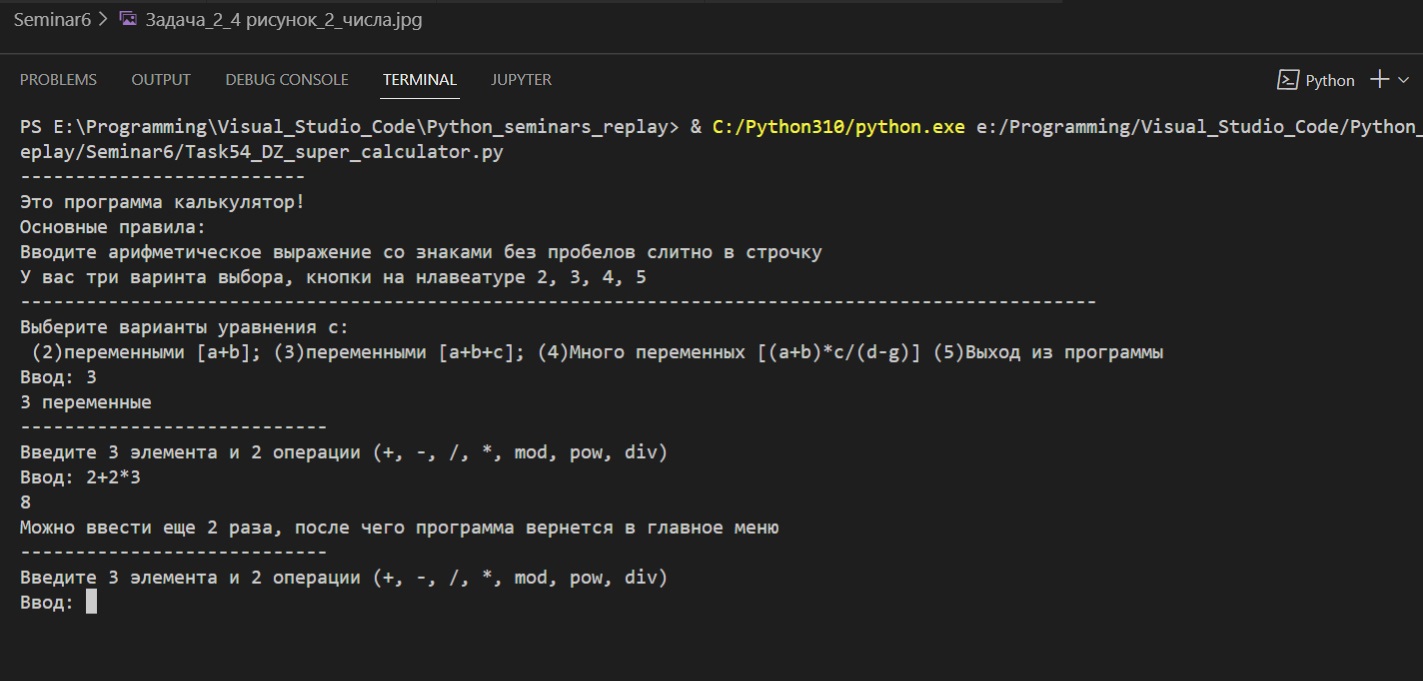 Seminar6 > Задача_2_4 рисунок_2_числа.jpg
PROBLEMS OUTPUT DEBUG CONSOLE TERMINAL JUPYTER Python
PS E:\Programming\Visual_Studio_Code\Python_seminars_replay> & C:/Python310/python.exe e:/Programming/Visual_Studio_Code/Python_
eplay/Seminar6/Task54_DZ_super_calculator.py
--------------------------
Это программа калькулятор!
Основные правила:
Вводите арифметическое выражение со знаками без пробелов слитно в строчку
У вас три варинта выбора, кнопки на нлавеатуре 2, 3, 4, 5
--------------------------------------------------------------------------------------------------
Выберите варианты уравнения с:
(2)переменными [a+b]; (3)переменными [a+b+c]; (4)Много переменных [(a+b)*c/(d-g)] (5)Выход из программы
Ввод: 3
3 переменные
----------------------------
Введите 3 элемента и 2 операции (+, -, /, *, mod, pow, div)
Ввод: 2+2*3
8
Можно ввести еще 2 раза, после чего программа вернется в главное меню
----------------------------
Введите 3 элемента и 2 операции (+, -, /, *, mod, pow, div)
Ввод: